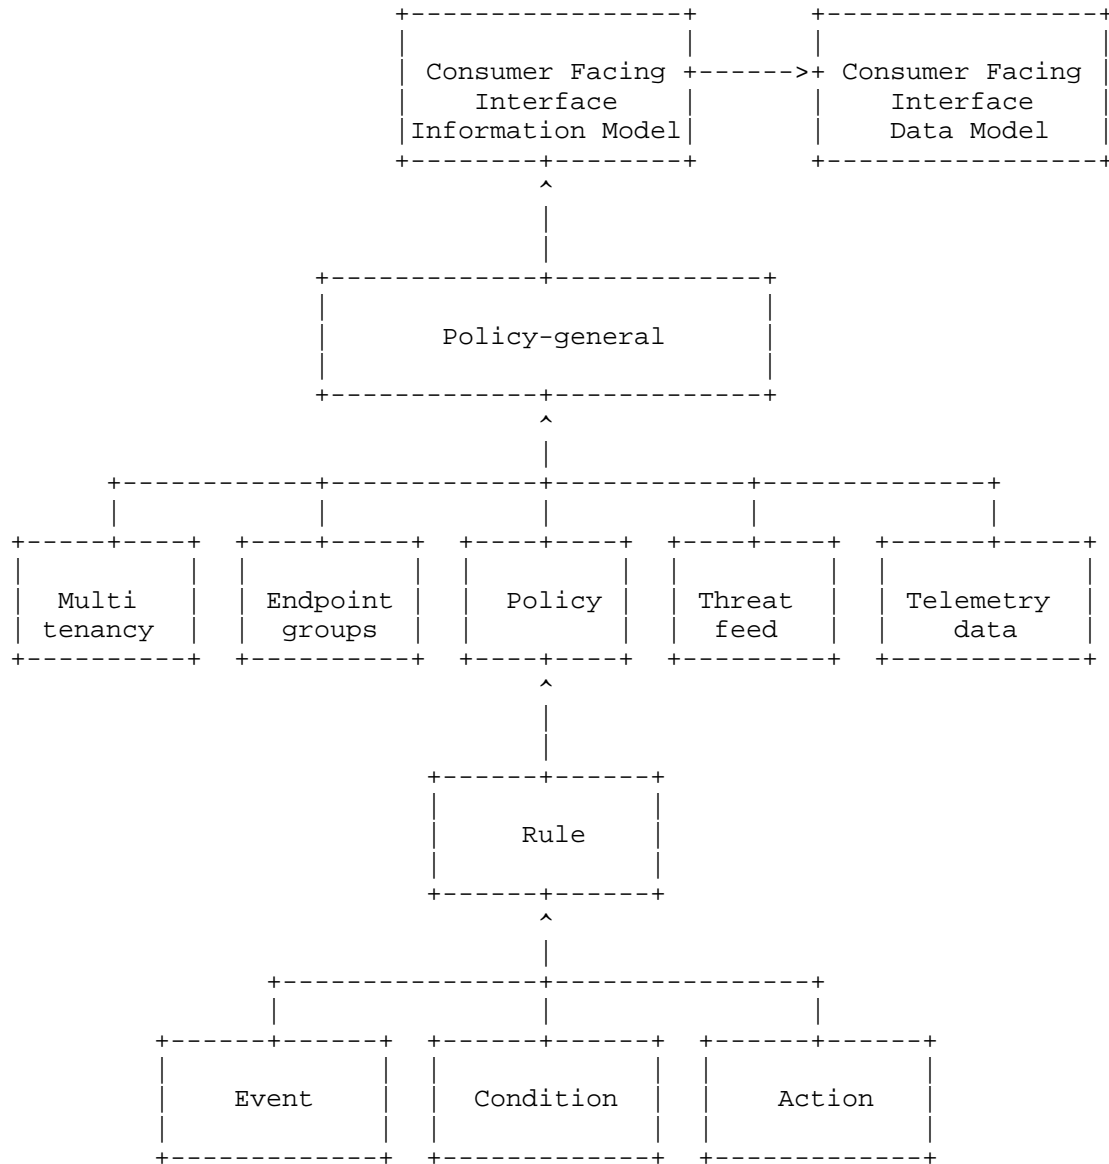 Consumer Facing
Interface
Information Model
Consumer Facing
Interface
Data Model
Policy-general
Multi
tenancy
Endpoint
groups
Policy
Threat
feed
Telemetry
data
Rule
Event
Condition
Action